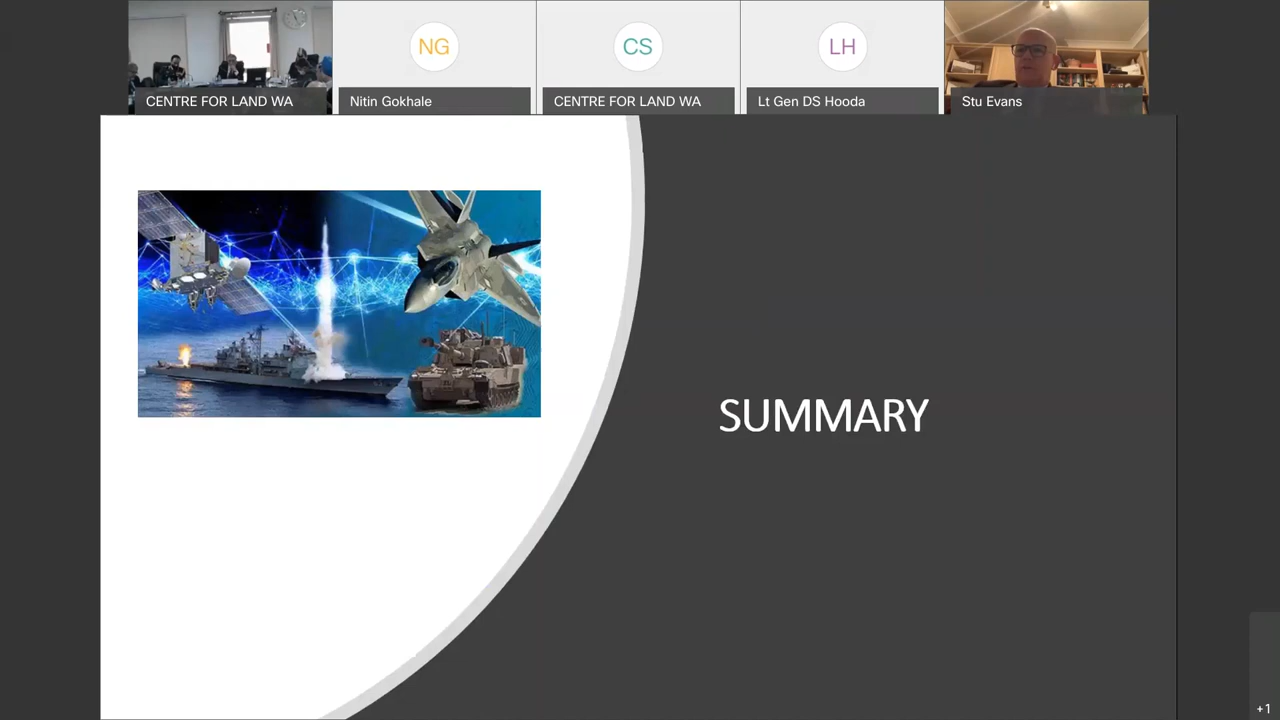 NG
CS
LH
CENTRE FOR LAND WA
Nitin Gokhale
CENTRE FOR LAND WA
Lt Gen DS Hooda
Stu Evans
SUMMARY
+1